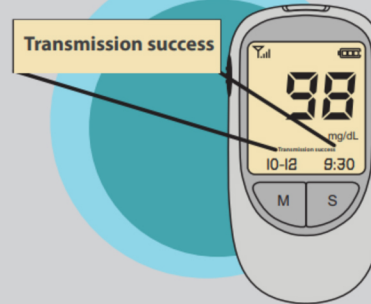 Transmission success
98
mg/dL
Transmission success
10-12 9:30
M S